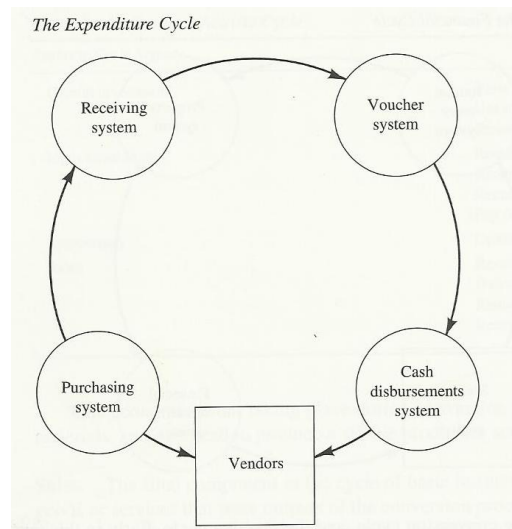 The Expenditure Cycle
Receiving
system
Voucher
system
Purchasing
system
Cash
disbursements
system
Vendors